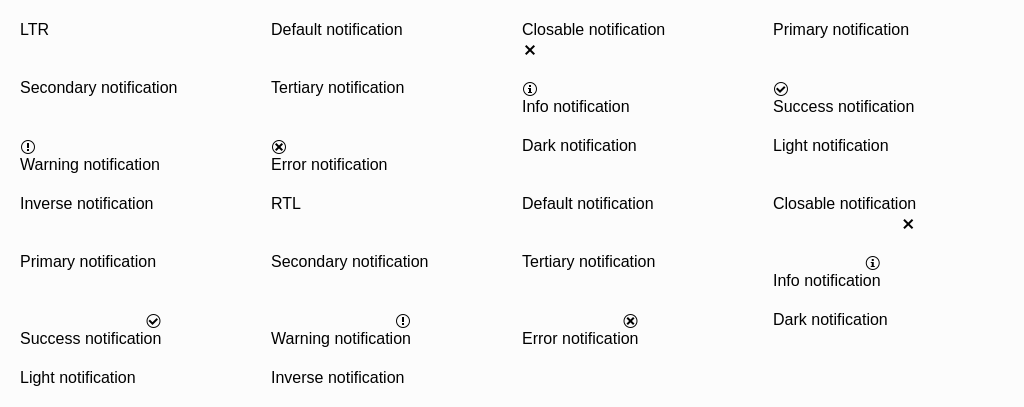 LTR
Default notification
Closable notification
Primary notification
Secondary notification
Tertiary notification
Info notification
Success notification
Warning notification
Error notification
Dark notification
Light notification
Inverse notification
RTL
Default notification
Closable notification
Primary notification
Secondary notification
Tertiary notification
Info notification
Success notification
Warning notification
Error notification
Dark notification
Light notification
Inverse notification